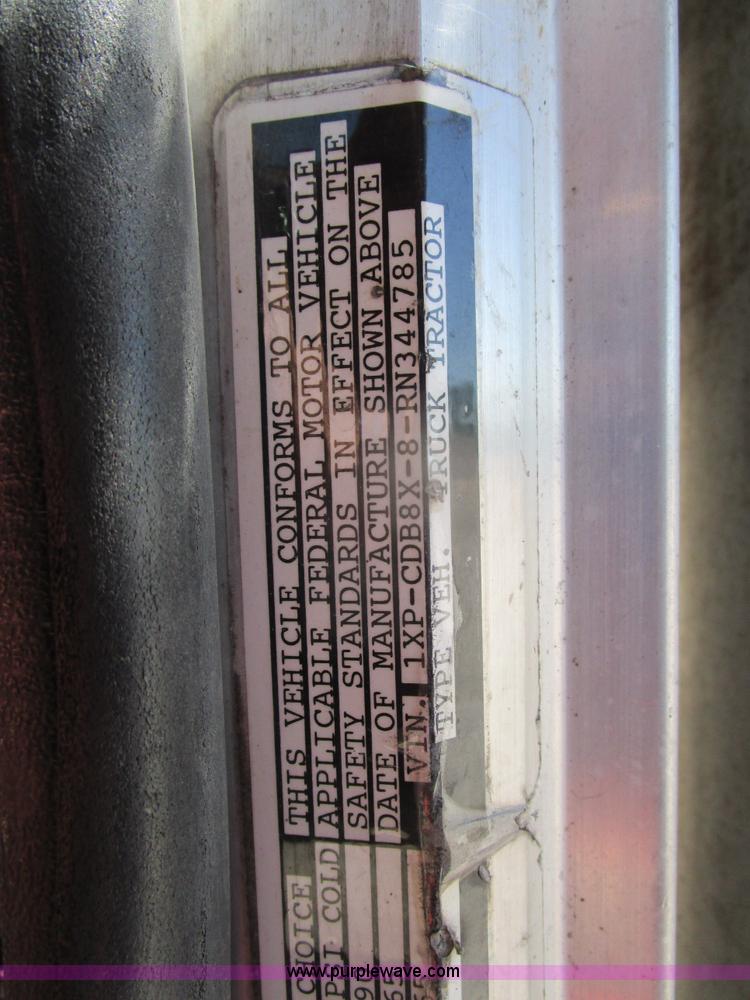 THIS VEHICLE CONFORMS TO ALL
APPLICABLE FEDERAL MOTOR VEHICLE
SAFETY STANDARDS IN EFFECT ON THE
DATE OF MANUFACTURE SHOWN ABOVE
VIN. 1XP-CDB8X-8-RN344785
TYPE VEH. TRUCK TRACTOR
CHOICE
PSI COLD
www.purplewave.com